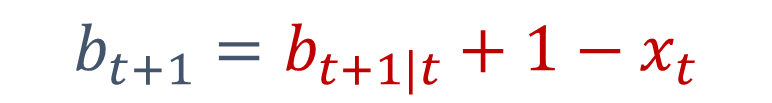 b_{t+1} = b_{t+1|t} + 1 − x_t